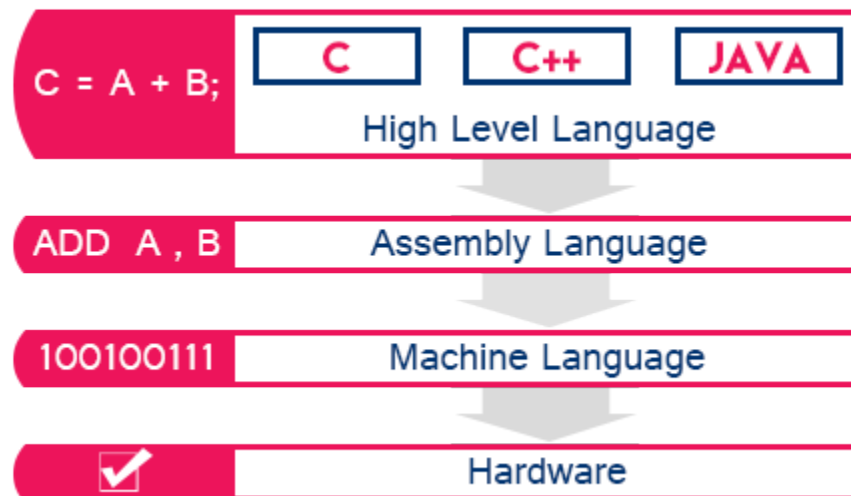 C = A + B;
C
C++
JAVA
High Level Language
ADD A , B
Assembly Language
100100111
Machine Language
Hardware